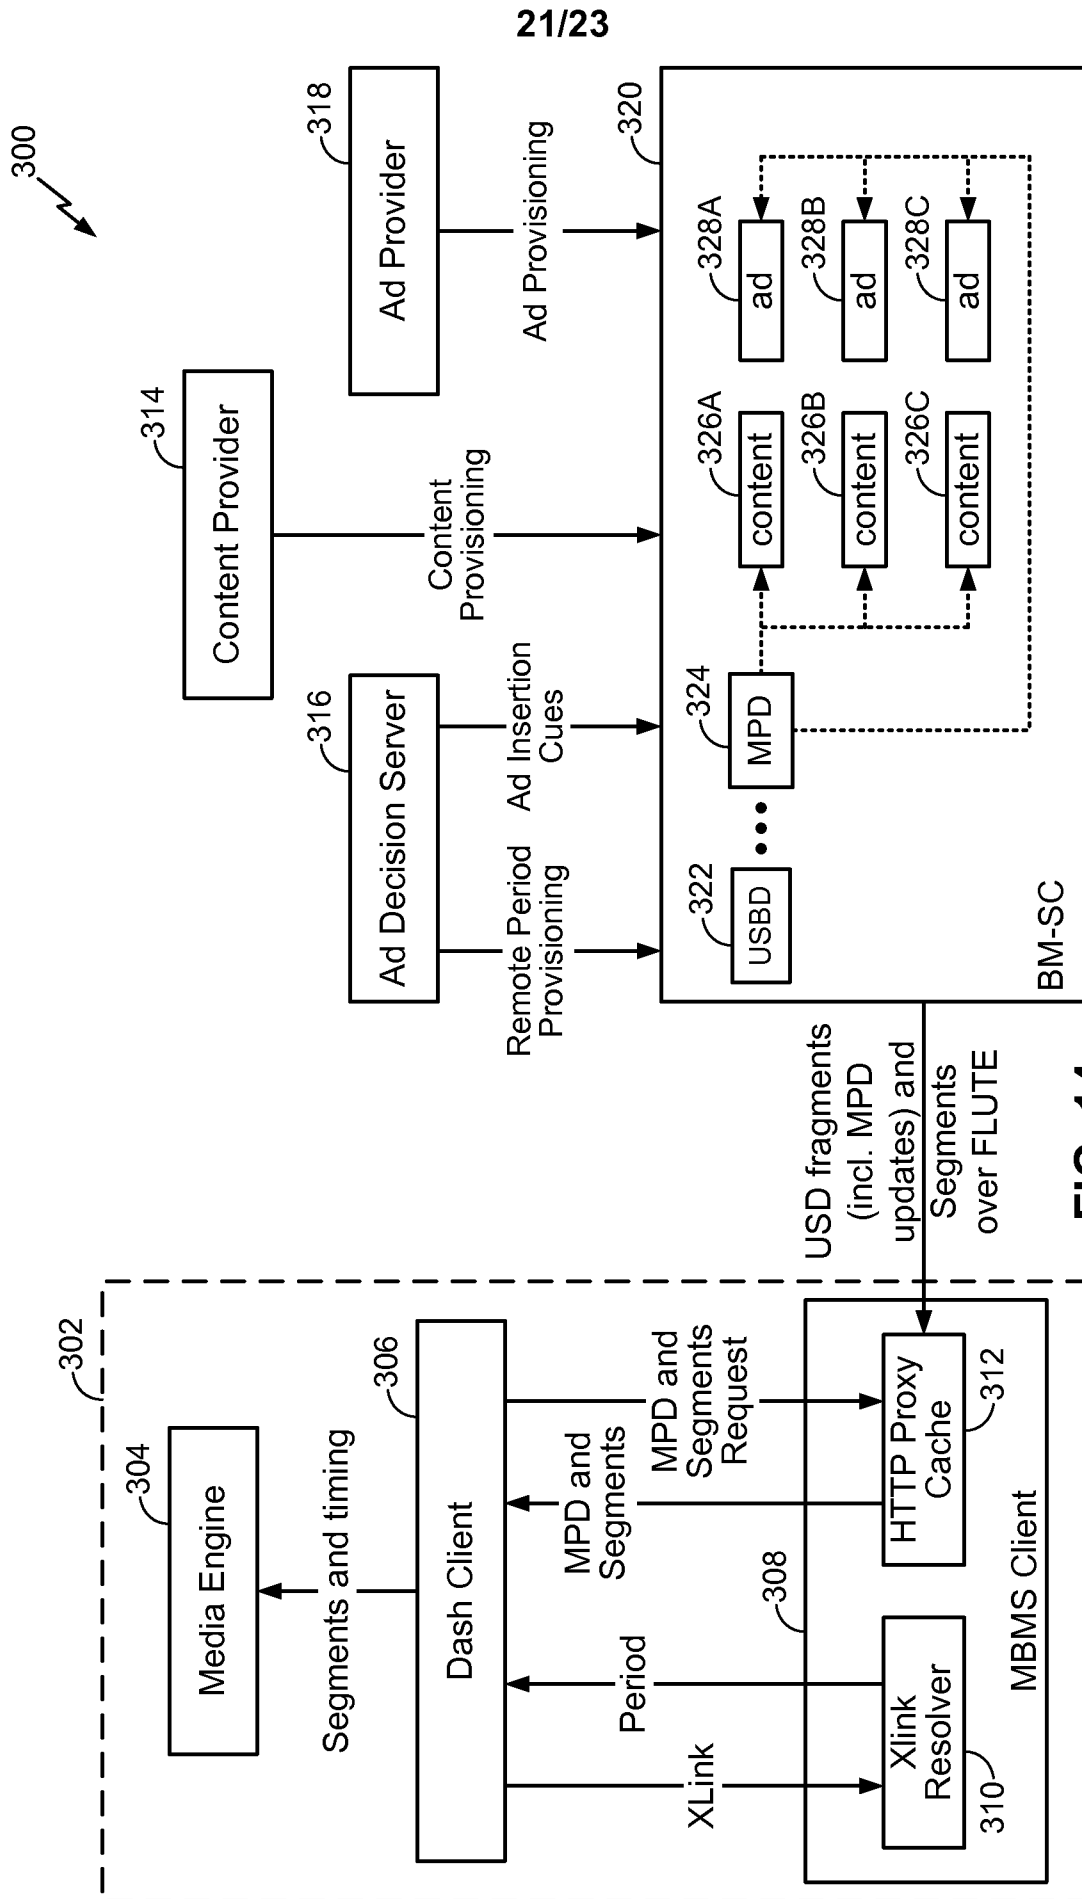 21/23
300
302
304
Media Engine
Segments and timing
306
Dash Client
XLink
Period
MPD and
Segments
MPD and
Segments
Request
308
Xlink
Resolver
310
HTTP Proxy
Cache
312
MBMS Client
USD fragments
(incl. MPD
updates) and
Segments
over FLUTE
314
Content Provider
Content
Provisioning
316
Ad Decision Server
Remote Period
Provisioning
Ad Insertion
Cues
318
Ad Provider
Ad Provisioning
320
322
USBD
324
MPD
326A
content
326B
content
326C
content
328A
ad
328B
ad
328C
ad
BM-SC